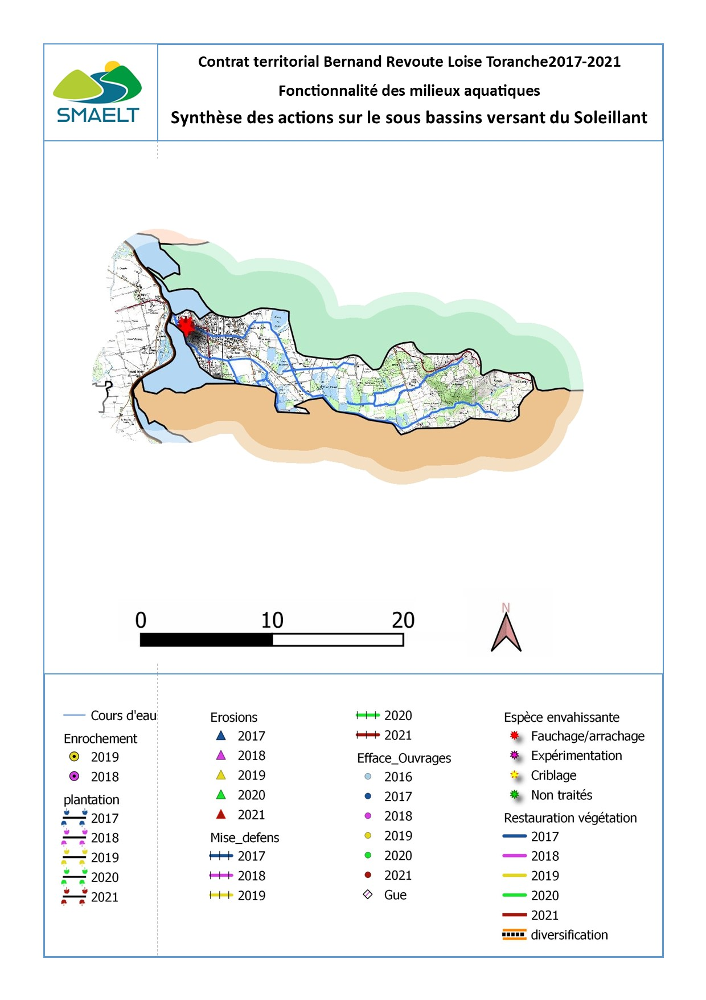 SMAELT
Contrat territorial Bernand Revoute Loise Toranche2017-2021
Fonctionnalité des milieux aquatiques
Synthèse des actions sur le sous bassins versant du Soleillant
0 10 20
N
Cours d'eau
Enrochement
2019
2018
plantation
2017
2018
2019
2020
2021
Erosions
2017
2018
2019
2020
2021
Mise_defens
2017
2018
2019
2020
2021
Efface_Ouvrages
2016
2017
2018
2019
2020
2021
Gue
Espèce envahissante
Fauchage/arrachage
Expérimentation
Criblage
Non traités
Restauration végétation
2017
2018
2019
2020
2021
diversification